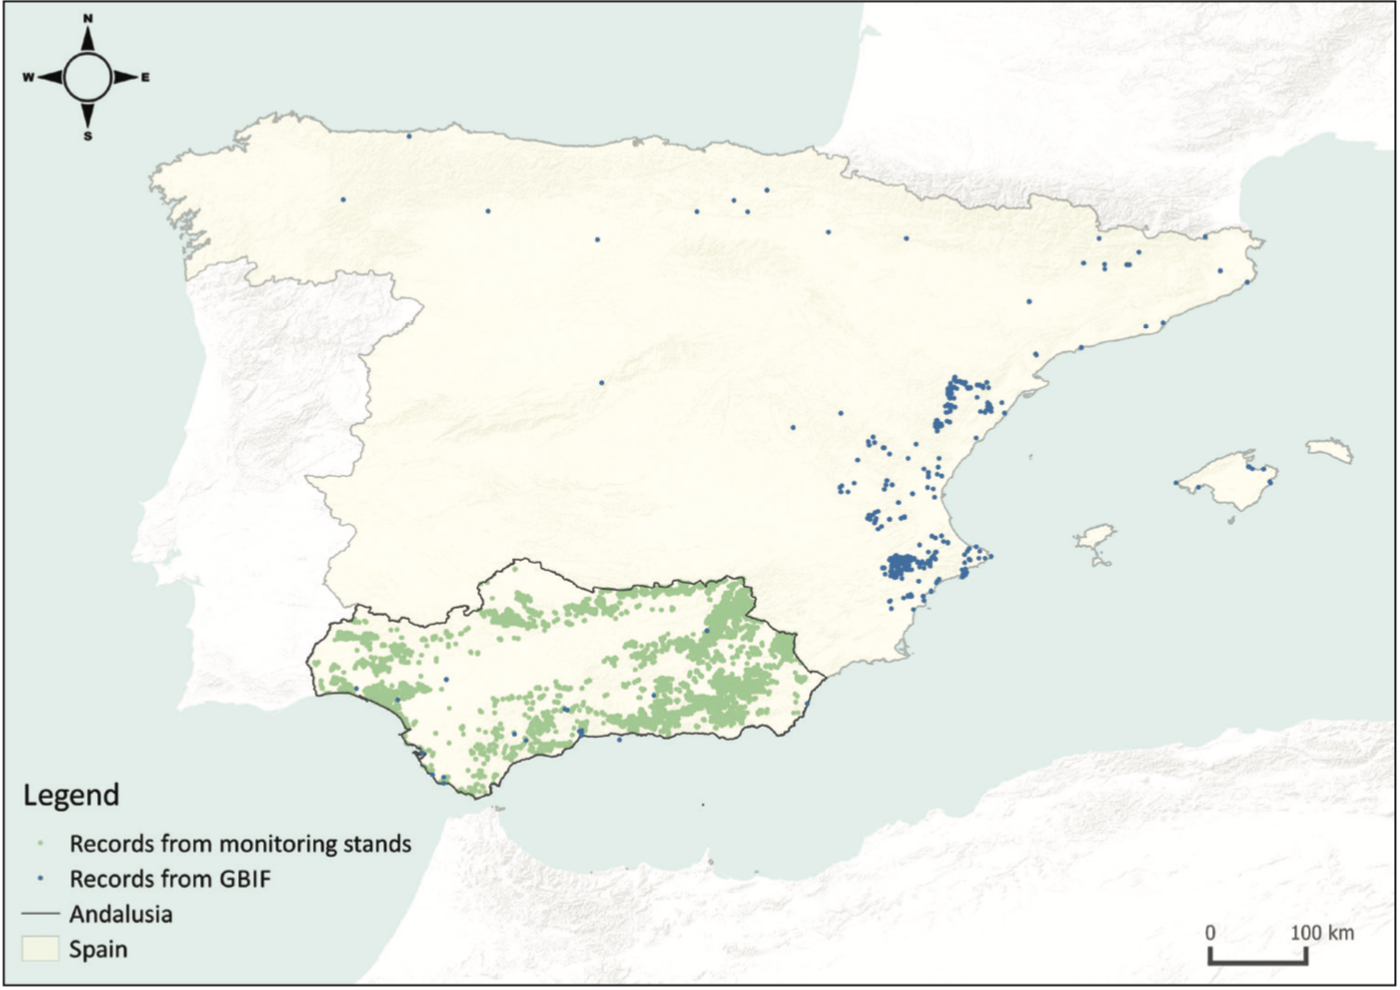 N
W E
S
Legend
Records from monitoring stands
Records from GBIF
Andalusia
Spain
0 100 km